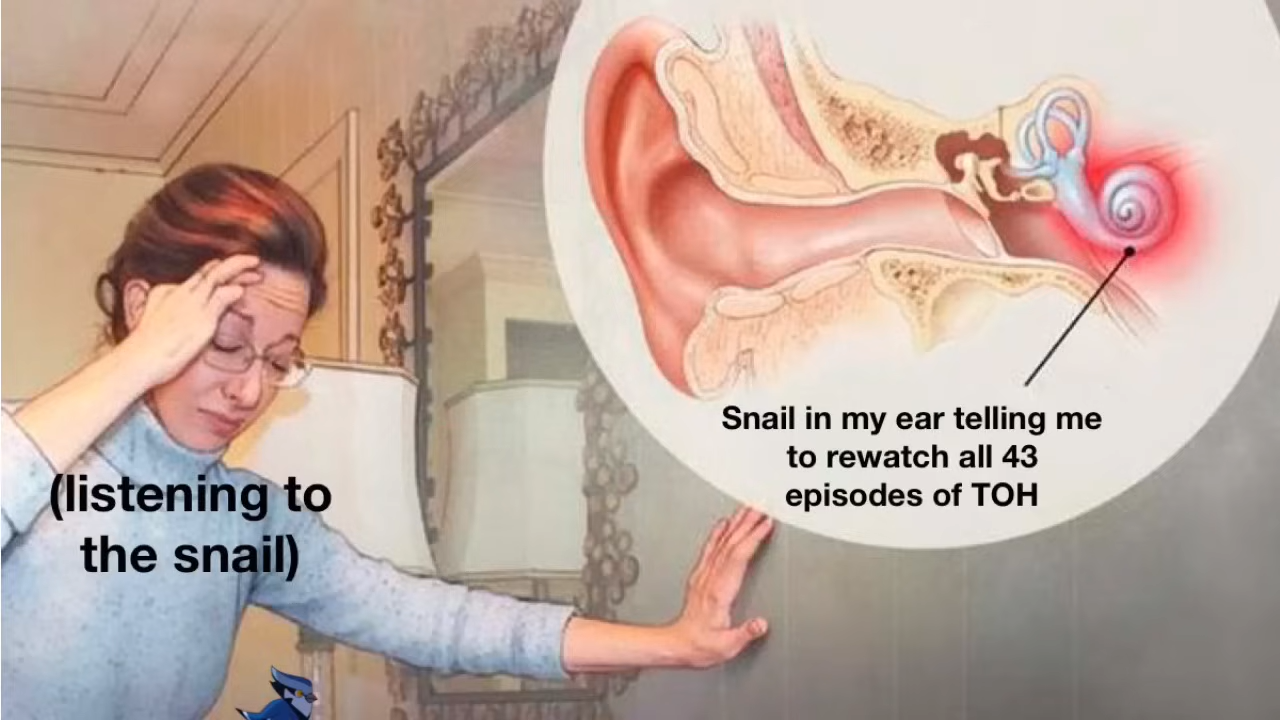 (listening to
the snail)
Snail in my ear telling me
to rewatch all 43
episodes of TOH